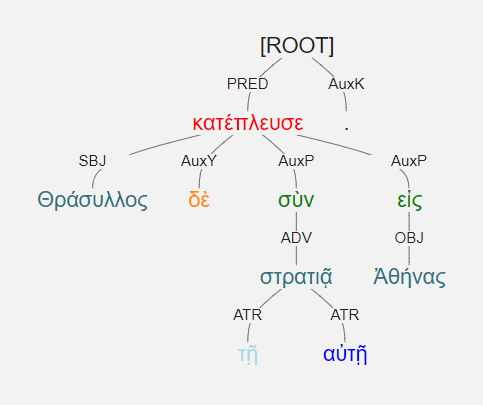 [ROOT]
PRED AuxK
κατέπλευσε .
SBJ AuxY AuxP AuxP
Θράσυλλος δὲ σὺν εἰς
ADV OBJ
στρατιᾷ Ἀθήνας
ATR ATR
τῇ αὐτῇ